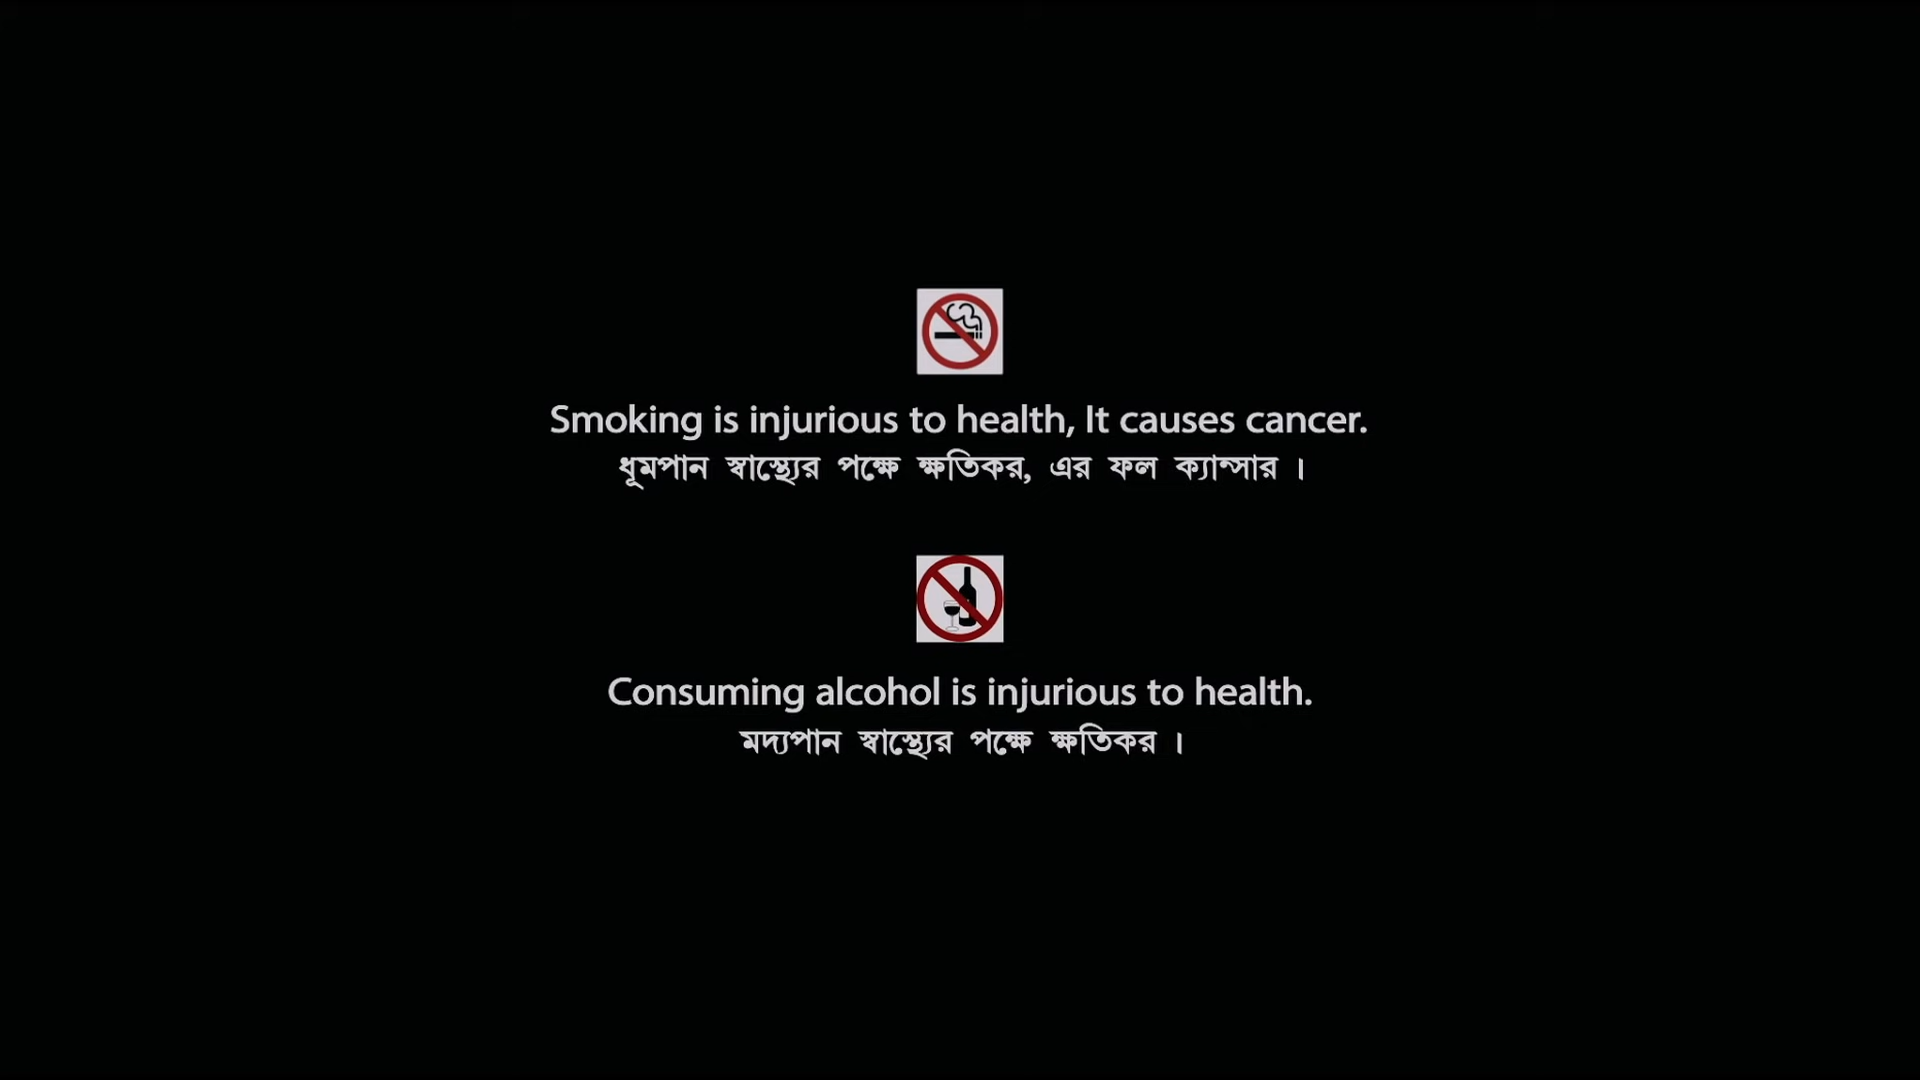 Smoking is injurious to health, It causes cancer.
ধূমপান স্বাস্থ্যের পক্ষে ক্ষতিকর, এর ফল ক্যান্সার ।
Consuming alcohol is injurious to health.
মদ্যপান স্বাস্থ্যের পক্ষে ক্ষতিকর ।